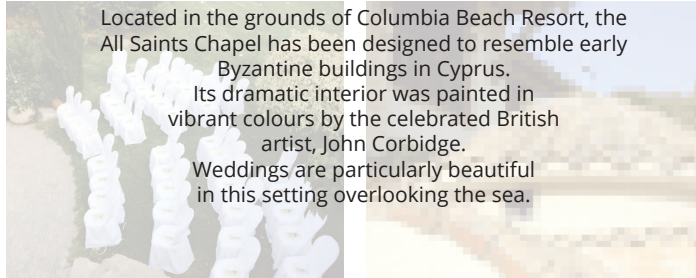 Located in the grounds of Columbia Beach Resort, the
All Saints Chapel has been designed to resemble early
Byzantine buildings in Cyprus.
Its dramatic interior was painted in
vibrant colours by the celebrated British
artist, John Corbidge.
Weddings are particularly beautiful
in this setting overlooking the sea.